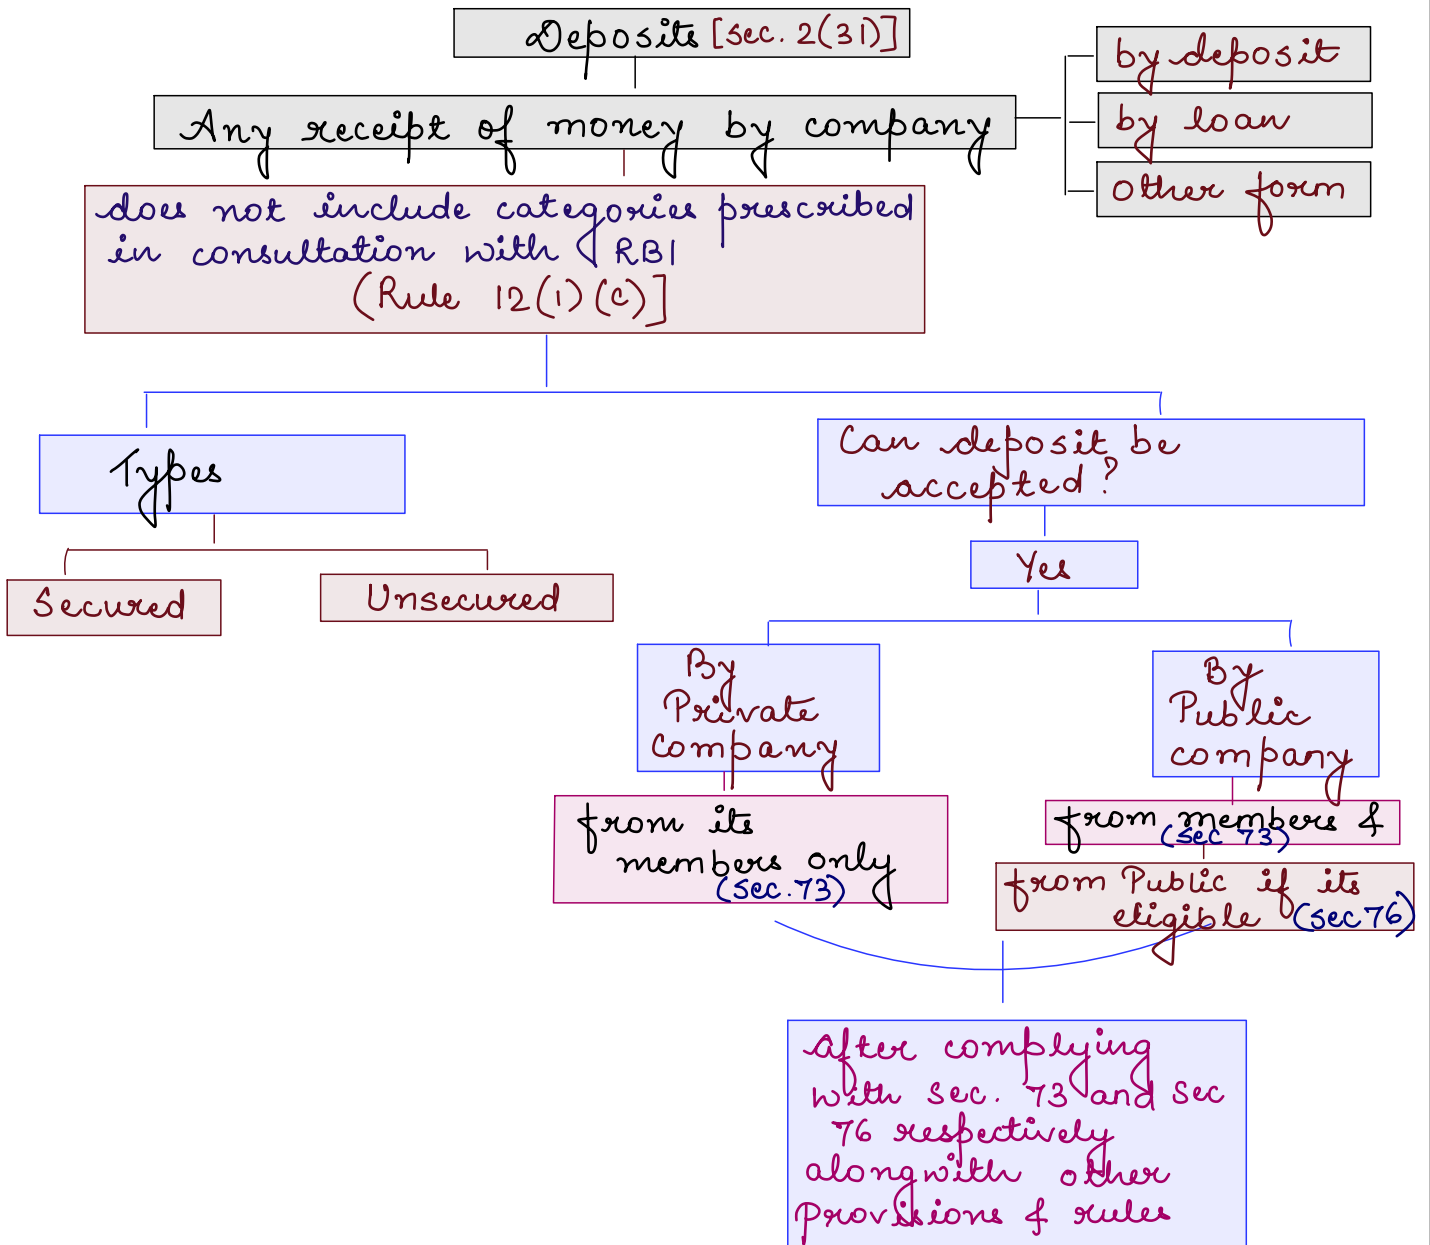 Deposits [sec. 2(31)]
Any receipt of money by company
by deposit
by loan
other form
does not include categories prescribed
in consultation with RBI
(Rule 12(1)(c)]
Types
Secured
Unsecured
Can deposit be
accepted?
Yes
By
Private
Company
from its
members only
(sec. 73)
By
Public
company
from members &
(sec 73)
from Public if its
eligible (sec 76)
After complying
with sec. 73 and sec
76 respectively
alongwith other
provisions & rules